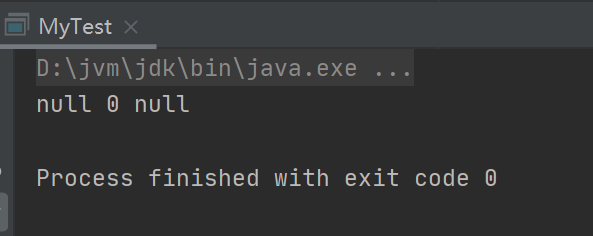 MyTest
D:\jvm\jdk\bin\java.exe ...
null 0 null
Process finished with exit code 0